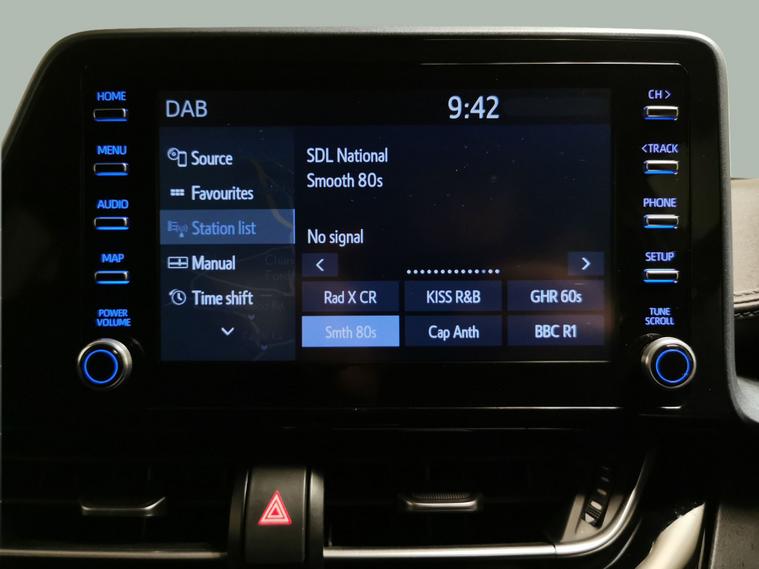 HOME
MENU
AUDIO
MAP
POWER
VOLUME
DAB
9:42
Source
Favourites
Station list
Manual
Time shift
SDL National
Smooth 80s
No signal
Rad X CR
KISS R&B
GHR 60s
Smth 80s
Cap Anth
BBC R1
CH >
< TRACK
PHONE
SETUP
TUNE
SCROLL